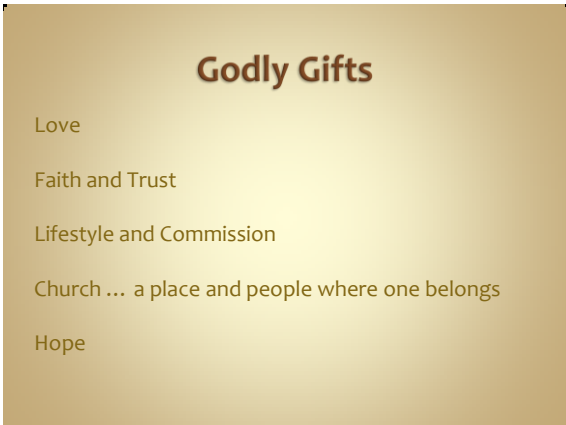 Godly Gifts
Love
Faith and Trust
Lifestyle and Commission
Church … a place and people where one belongs
Hope